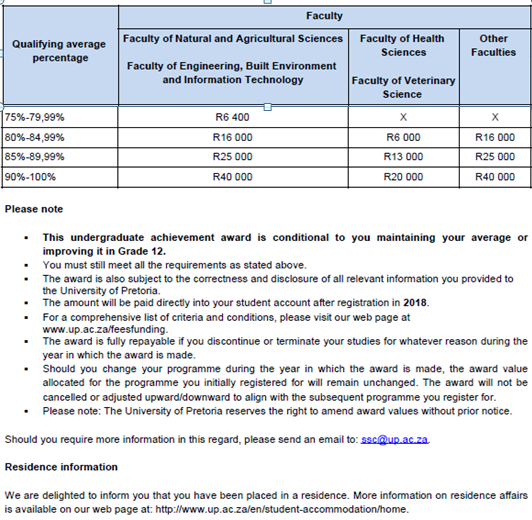 Faculty
Qualifying average percentage
Faculty of Natural and Agricultural Sciences
Faculty of Engineering, Built Environment and Information Technology
Faculty of Health Sciences
Faculty of Veterinary Science
Other Faculties
75%-79,99% R6 400 X X
80%-84,99% R16 000 R6 000 R16 000
85%-89,99% R25 000 R13 000 R25 000
90%-100% R40 000 R20 000 R40 000
Please note
▪ This undergraduate achievement award is conditional to you maintaining your average or
improving it in Grade 12.
▪ You must still meet all the requirements as stated above.
▪ The award is also subject to the correctness and disclosure of all relevant information you provided to
the University of Pretoria.
▪ The amount will be paid directly into your student account after registration in 2018.
▪ For a comprehensive list of criteria and conditions, please visit our web page at
www.up.ac.za/feesfunding.
▪ The award is fully repayable if you discontinue or terminate your studies for whatever reason during the
year in which the award is made.
▪ Should you change your programme during the year in which the award is made, the award value
allocated for the programme you initially registered for will remain unchanged. The award will not be
cancelled or adjusted upward/downward to align with the subsequent programme you register for.
▪ Please note: The University of Pretoria reserves the right to amend award values without prior notice.
Should you require more information in this regard, please send an email to: ssc@up.ac.za.
Residence information
We are delighted to inform you that you have been placed in a residence. More information on residence affairs
is available on our web page at: http://www.up.ac.za/en/student-accommodation/home.